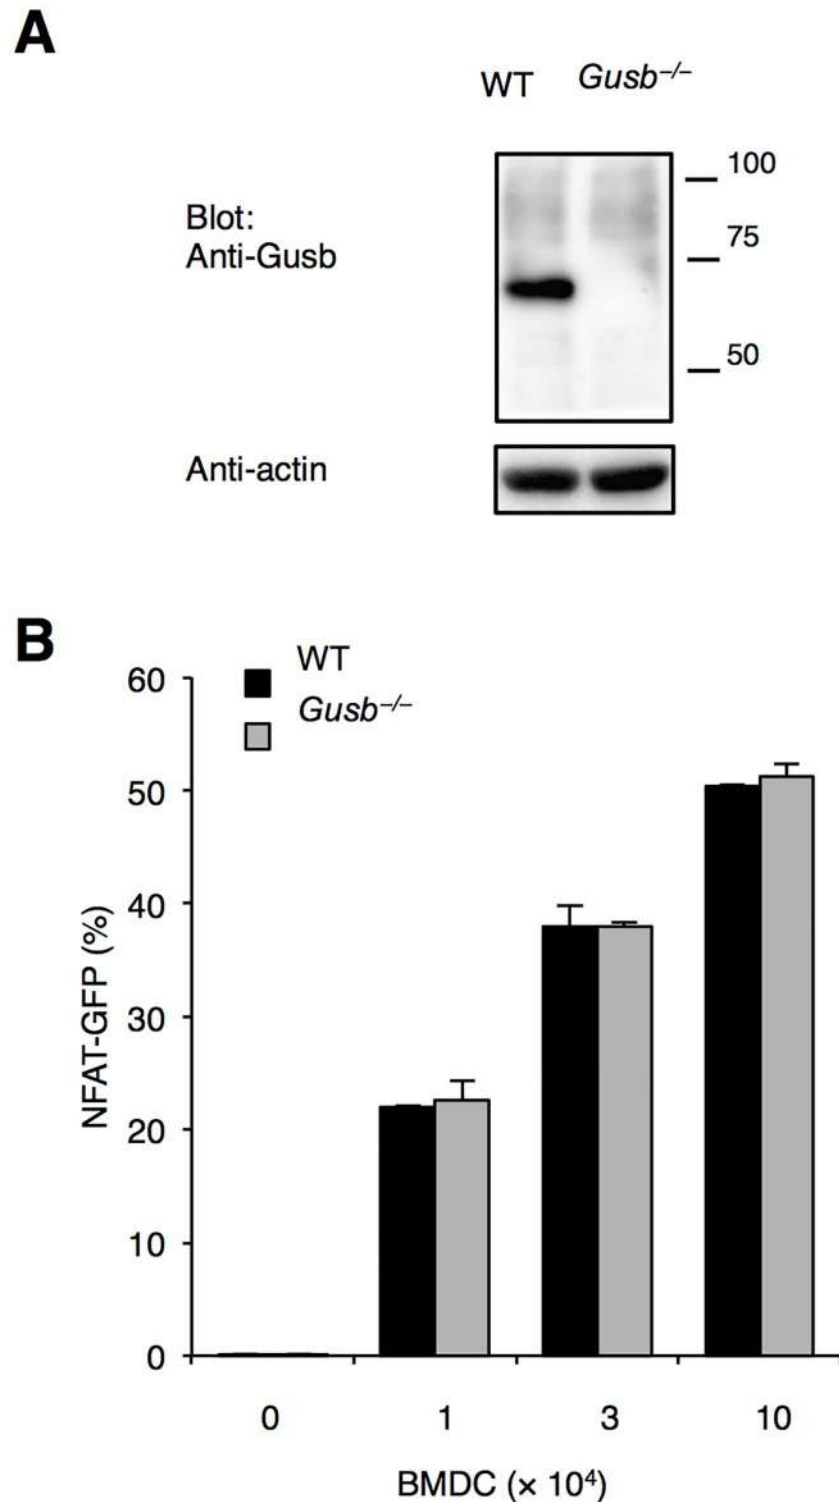 A
WT Gusb–/–
100
Blot:
Anti-Gusb
75
50
Anti-actin
B
WT
Gusb–/–
60
50
40
30
20
10
0
NFAT-GFP (%)
0 1 3 10
BMDC (× 10⁴)